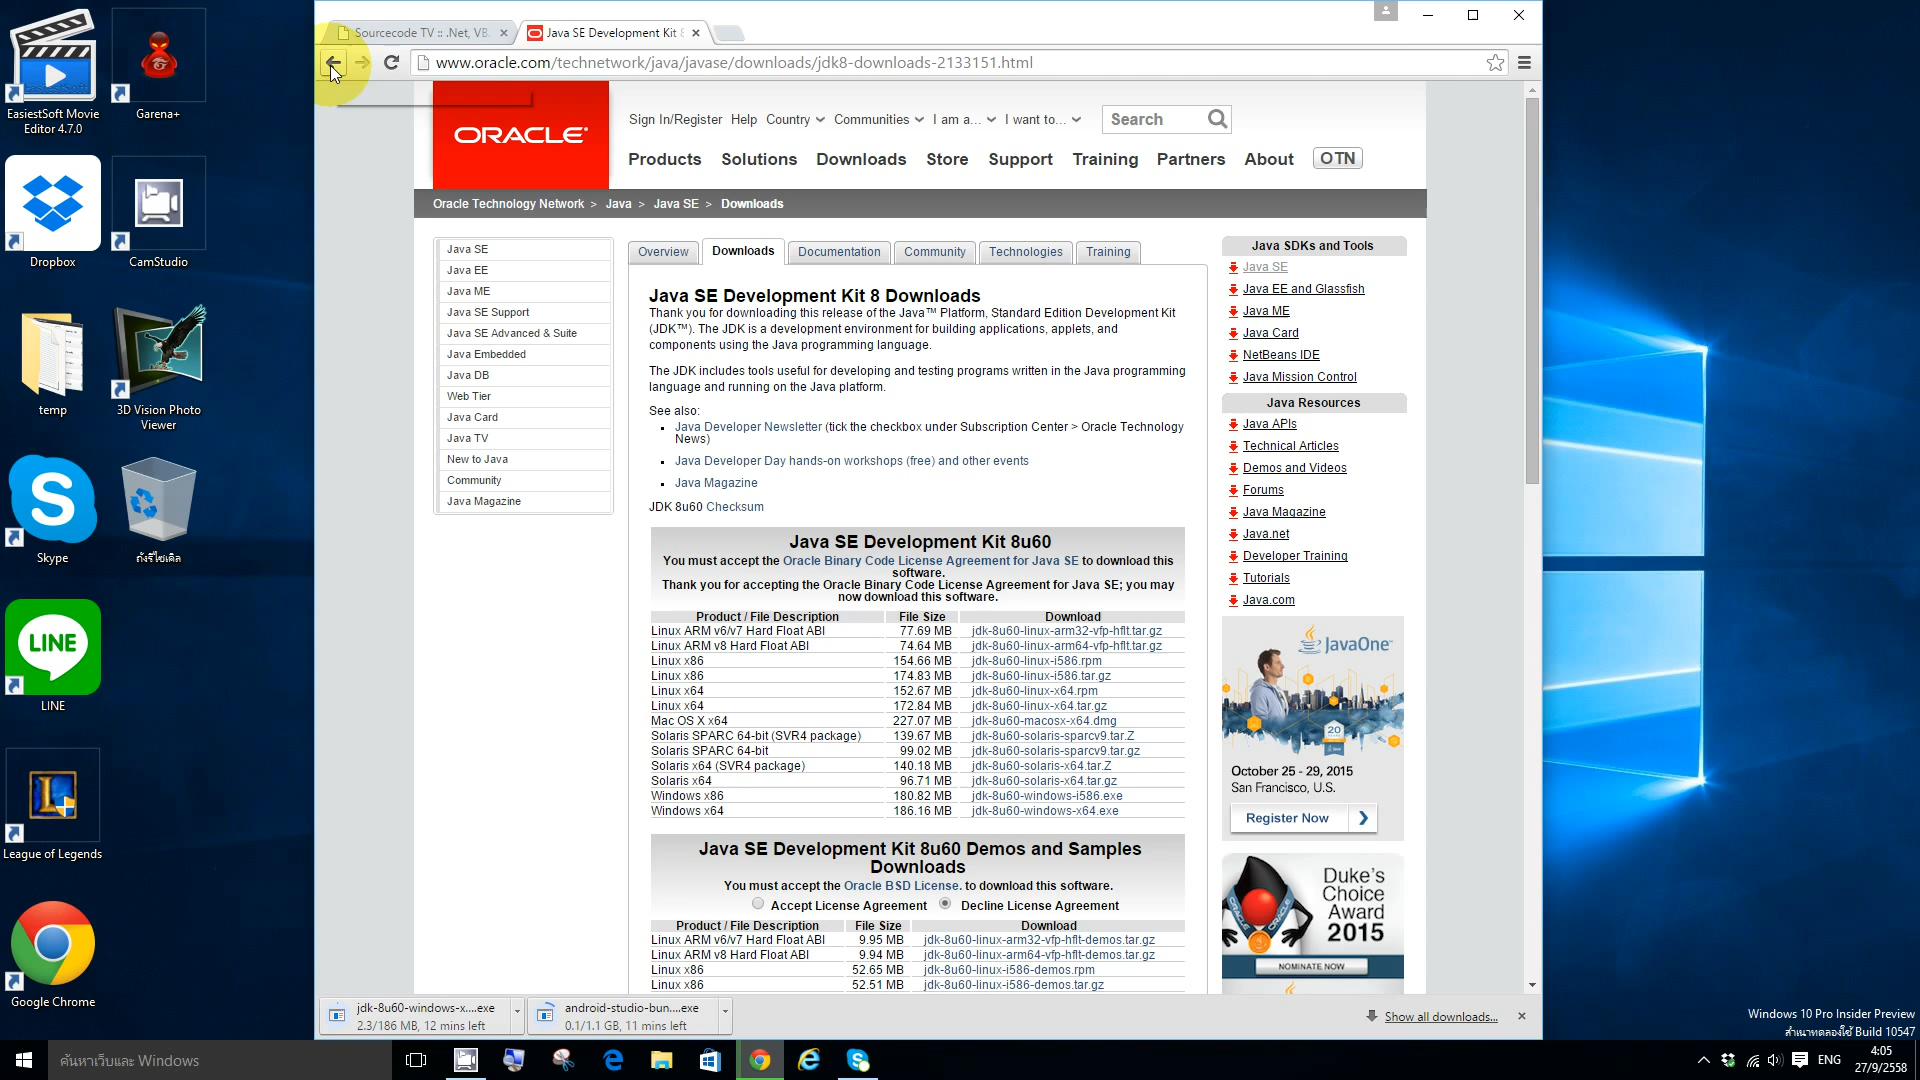 EasiestSoft Movie
Editor 4.7.0
Garena+
Dropbox
CamStudio
temp
3D Vision Photo
Viewer
Skype
ถังรีไซเคิล
LINE
LINE
League of Legends
Google Chrome
Sourcecode TV :: .Net, VB.
Java SE Development Kit 8
www.oracle.com/technetwork/java/javase/downloads/jdk8-downloads-2133151.html
ORACLE
Sign In/Register Help Country Communities I am a... I want to... Search
Products Solutions Downloads Store Support Training Partners About OTN
Oracle Technology Network > Java > Java SE > Downloads
Java SE
Java EE
Java ME
Java SE Support
Java SE Advanced & Suite
Java Embedded
Java DB
Web Tier
Java Card
Java TV
New to Java
Community
Java Magazine
Overview Downloads Documentation Community Technologies Training
Java SE Development Kit 8 Downloads
Thank you for downloading this release of the Java™ Platform, Standard Edition Development Kit
(JDK™). The JDK is a development environment for building applications, applets, and
components using the Java programming language.
The JDK includes tools useful for developing and testing programs written in the Java programming
language and running on the Java platform.
See also:
Java Developer Newsletter (tick the checkbox under Subscription Center > Oracle Technology
News)
Java Developer Day hands-on workshops (free) and other events
Java Magazine
JDK 8u60 Checksum
Java SE Development Kit 8u60
You must accept the Oracle Binary Code License Agreement for Java SE to download this
software.
Thank you for accepting the Oracle Binary Code License Agreement for Java SE; you may
now download this software.
Product / File Description File Size Download
Linux ARM v6/v7 Hard Float ABI 77.69 MB jdk-8u60-linux-arm32-vfp-hflt.tar.gz
Linux ARM v8 Hard Float ABI 74.64 MB jdk-8u60-linux-arm64-vfp-hflt.tar.gz
Linux x86 154.66 MB jdk-8u60-linux-i586.rpm
Linux x86 174.83 MB jdk-8u60-linux-i586.tar.gz
Linux x64 152.67 MB jdk-8u60-linux-x64.rpm
Linux x64 172.84 MB jdk-8u60-linux-x64.tar.gz
Mac OS X x64 227.07 MB jdk-8u60-macosx-x64.dmg
Solaris SPARC 64-bit (SVR4 package) 139.67 MB jdk-8u60-solaris-sparcv9.tar.Z
Solaris SPARC 64-bit 99.02 MB jdk-8u60-solaris-sparcv9.tar.gz
Solaris x64 (SVR4 package) 140.18 MB jdk-8u60-solaris-x64.tar.Z
Solaris x64 96.71 MB jdk-8u60-solaris-x64.tar.gz
Windows x86 180.82 MB jdk-8u60-windows-i586.exe
Windows x64 186.16 MB jdk-8u60-windows-x64.exe
Java SE Development Kit 8u60 Demos and Samples
Downloads
You must accept the Oracle BSD License. to download this software.
Accept License Agreement Decline License Agreement
Product / File Description File Size Download
Linux ARM v6/v7 Hard Float ABI 9.95 MB jdk-8u60-linux-arm32-vfp-hflt-demos.tar.gz
Linux ARM v8 Hard Float ABI 9.94 MB jdk-8u60-linux-arm64-vfp-hflt-demos.tar.gz
Linux x86 52.65 MB jdk-8u60-linux-i586-demos.rpm
Linux x86 52.51 MB jdk-8u60-linux-i586-demos.tar.gz
Java SDKs and Tools
Java SE
Java EE and Glassfish
Java ME
Java Card
NetBeans IDE
Java Mission Control
Java Resources
Java APIs
Technical Articles
Demos and Videos
Forums
Java Magazine
Java.net
Developer Training
Tutorials
Java.com
JavaOne™
20
October 25 - 29, 2015
San Francisco, U.S.
Register Now
Duke's
Choice
Award
2015
NOMINATE NOW
jdk-8u60-windows-x....exe
2.3/186 MB, 12 mins left
android-studio-bun....exe
0.1/1.1 GB, 11 mins left
Show all downloads...
Windows 10 Pro Insider Preview
สำเนาทดลองใช้ Build 10547
ค้นหาเว็บและ Windows
ENG
4:05
27/9/2558